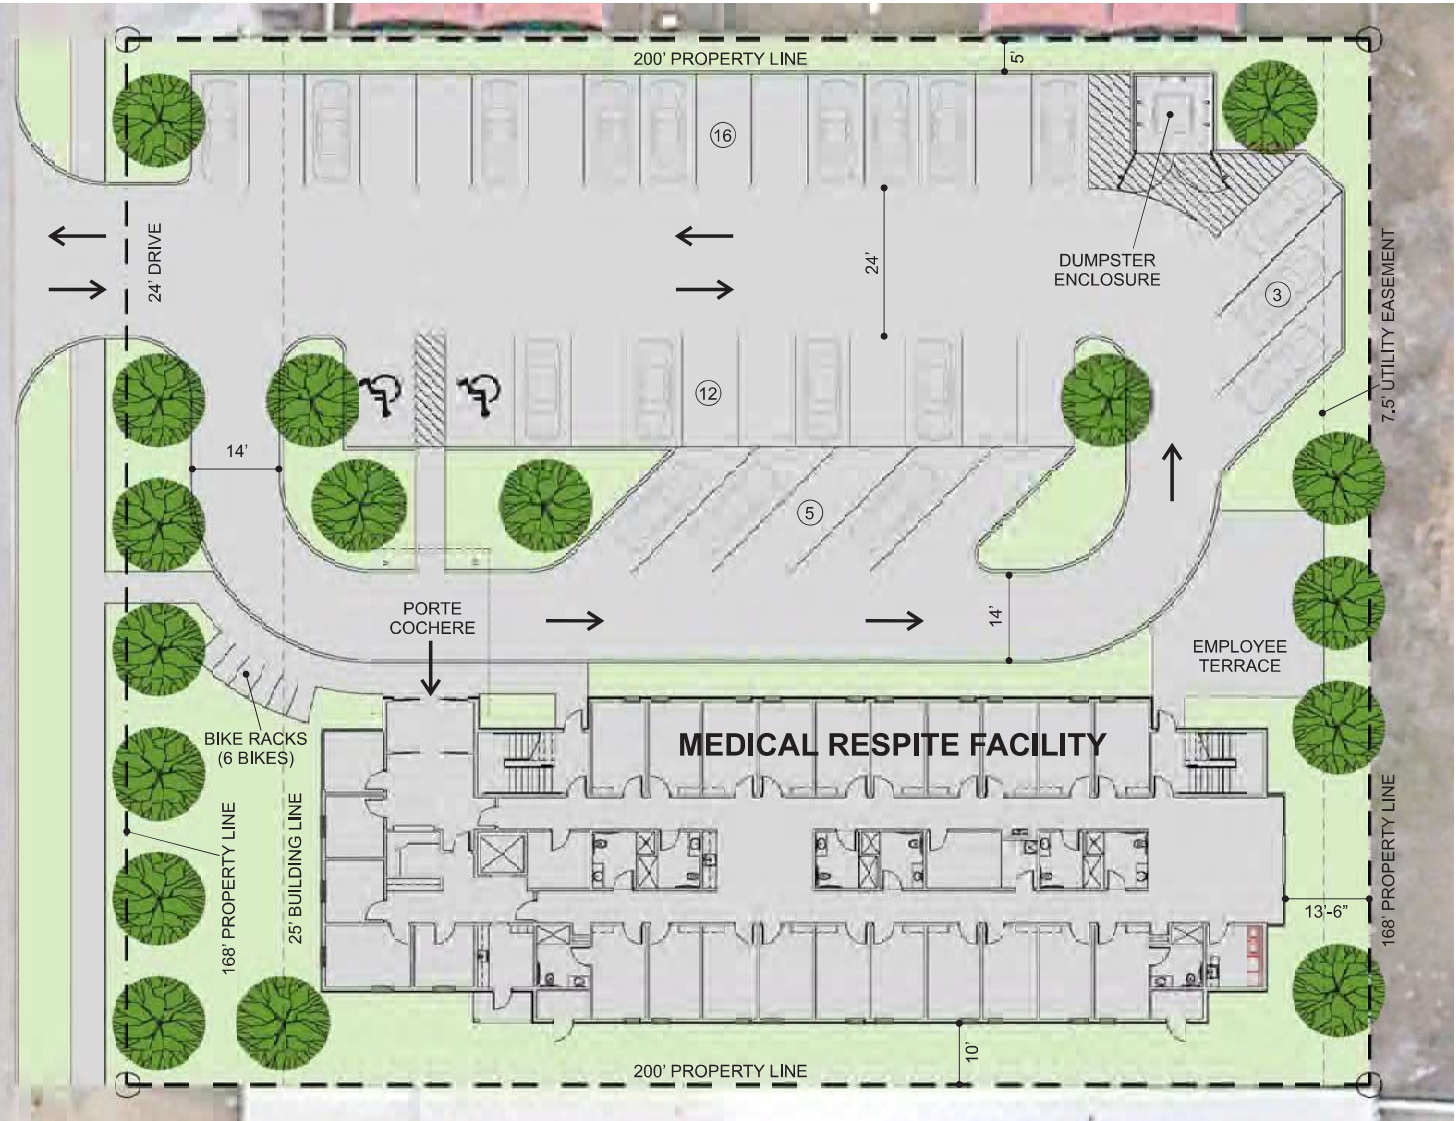 200' PROPERTY LINE
5'
16
24' DRIVE
24'
DUMPSTER
ENCLOSURE
3
7.5' UTILITY EASEMENT
12
14'
5
PORTE
COCHERE
14'
EMPLOYEE
TERRACE
BIKE RACKS
(6 BIKES)
MEDICAL RESPITE FACILITY
168' PROPERTY LINE
25' BUILDING LINE
168' PROPERTY LINE
13'-6"
10'
200' PROPERTY LINE